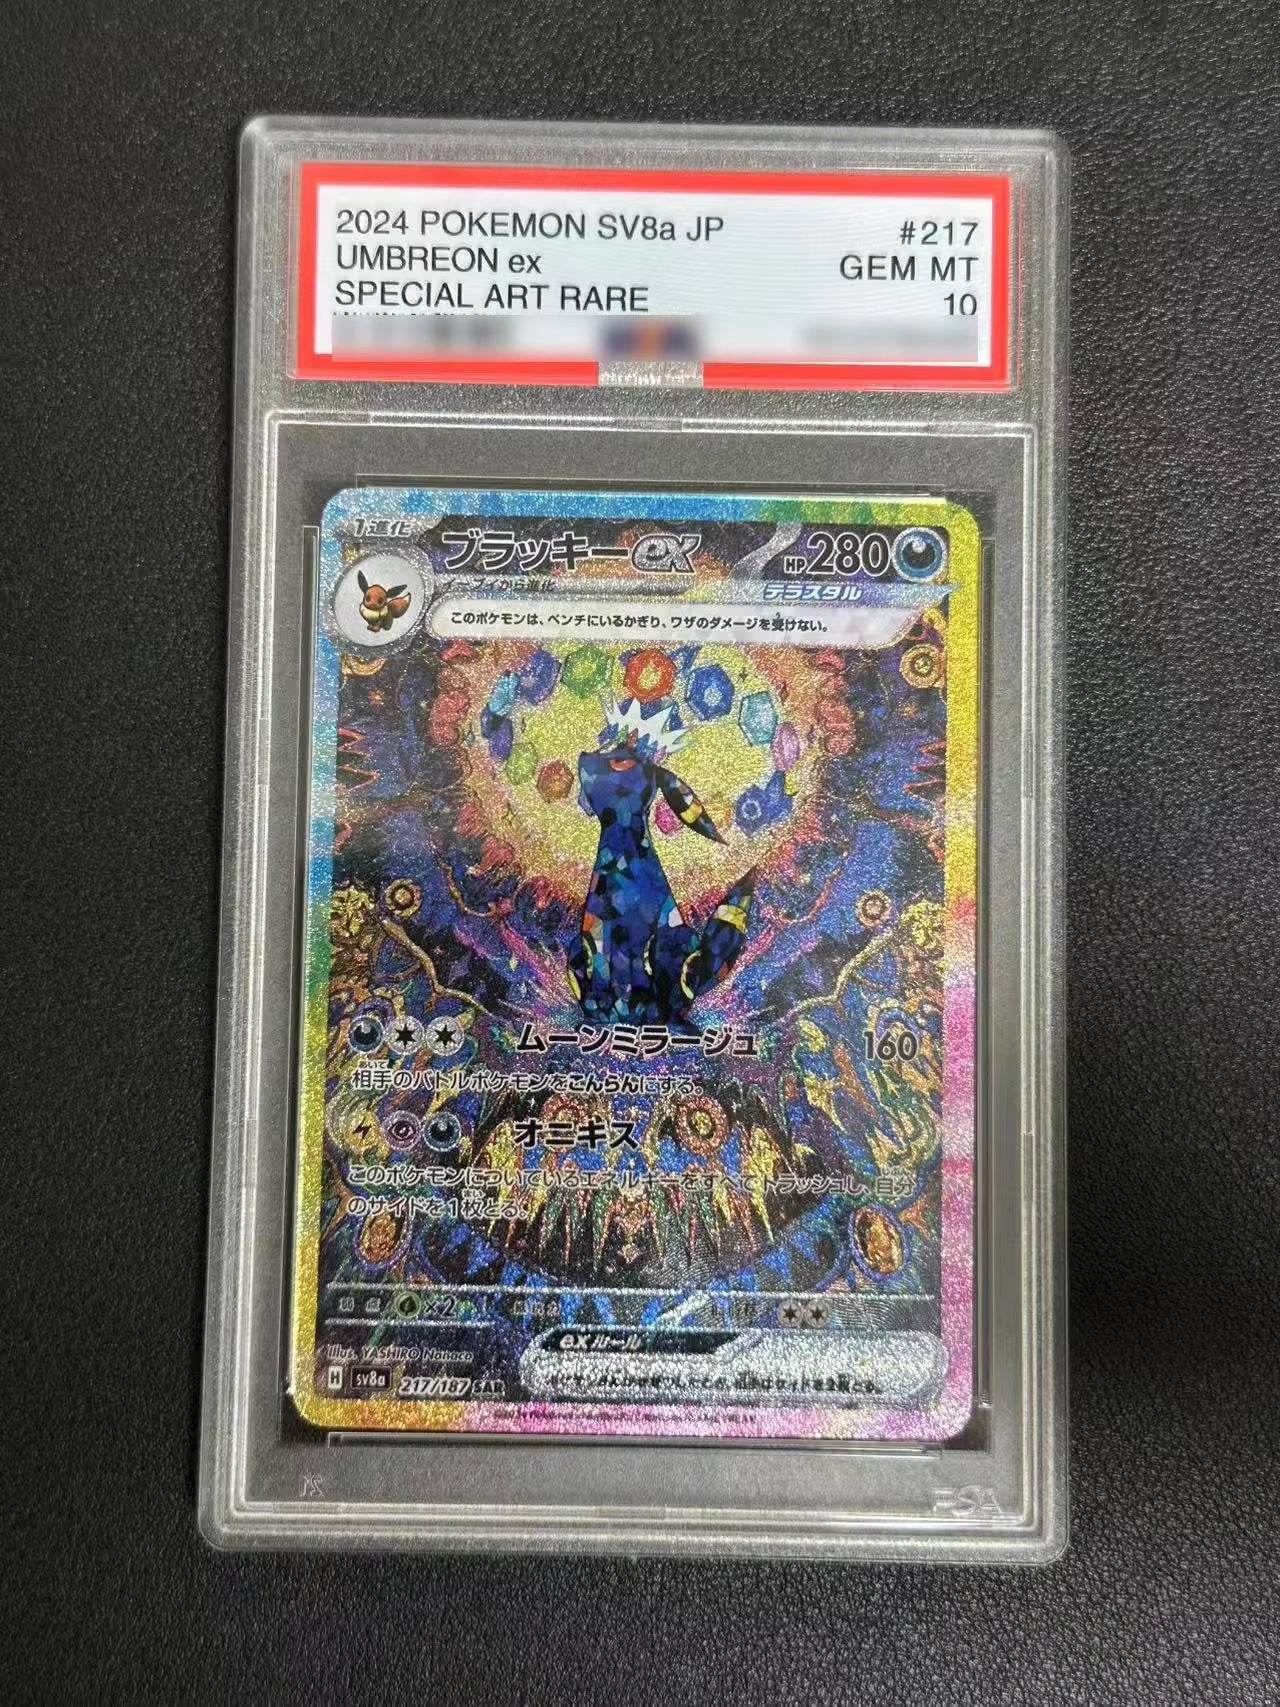 2024 POKEMON SV8a JP #217
UMBREON ex GEM MT
SPECIAL ART RARE 10
1進化
ブラッキーex HP280
イーブイから進化
テラスタル
このポケモンは、ベンチにいるかぎり、ワザのダメージを受けない。
ムーンミラージュ 160
相手のバトルポケモンをこんらんにする。
オニキス
このポケモンについているエネルギーをすべてトラッシュし、自分
のサイドを1枚とる。
弱点 ×2
exルール
Illus. YASHIRO Nanaco
H sv8a 217/187 SAR
PSA